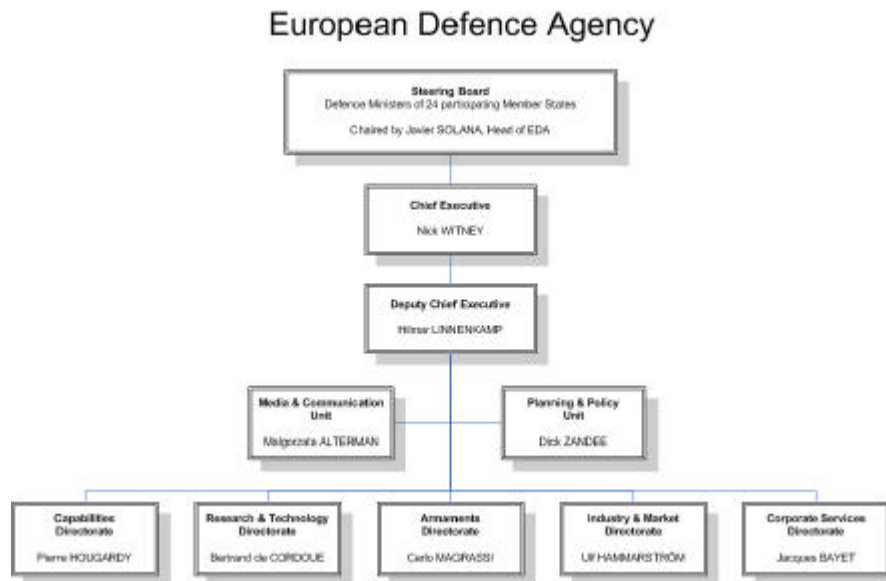 European Defence Agency
Steering Board
Defence Ministers of 24 participating Member States
Chaired by Javier SOLANA, Head of EDA
Chief Executive
Nick WITNEY
Deputy Chief Executive
Hilmar LINNENKAMP
Media & Communication
Unit
Malgorzata ALTERMAN
Planning & Policy
Unit
Dick ZANDEE
Capabilities
Directorate
Pierre HOUGARDY
Research & Technology
Directorate
Bertrand de CORDOUE
Armaments
Directorate
Carlo MAGRASSI
Industry & Market
Directorate
Ulf HAMMARSTRÖM
Corporate Services
Directorate
Jacques BAYET